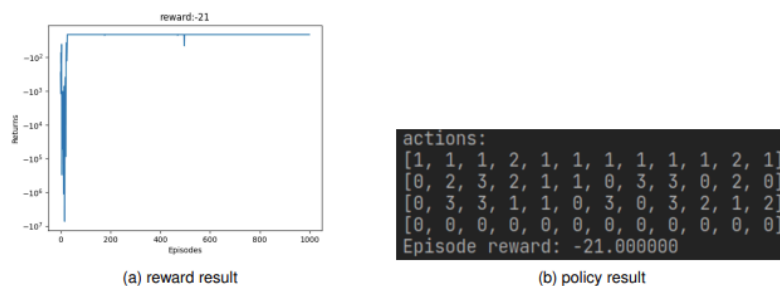 reward:-21
Returns
-10²
-10³
-10⁴
-10⁵
-10⁶
-10⁷
0 200 400 600 800 1000
Episodes
(a) reward result
actions:
[1, 1, 1, 2, 1, 1, 1, 1, 1, 1, 2, 1]
[0, 2, 3, 2, 1, 1, 0, 3, 3, 0, 2, 0]
[0, 3, 3, 1, 1, 0, 3, 0, 3, 2, 1, 2]
[0, 0, 0, 0, 0, 0, 0, 0, 0, 0, 0, 0]
Episode reward: -21.000000
(b) policy result